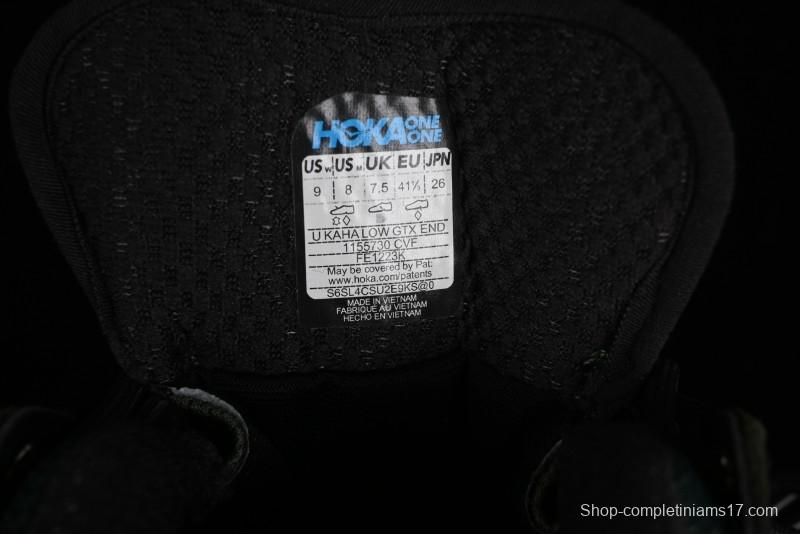 HOKA ONE ONE
US W US M UK EU JPN
9 8 7.5 41⅓ 26
U KAHA LOW GTX END
1155730 CVF
FE1223K
May be covered by Pat:
www.hoka.com/patents
S6SL4CSU2E9KS@0
MADE IN VIETNAM
FABRIQUE AU VIETNAM
HECHO EN VIETNAM
Shop-completiniams17.com